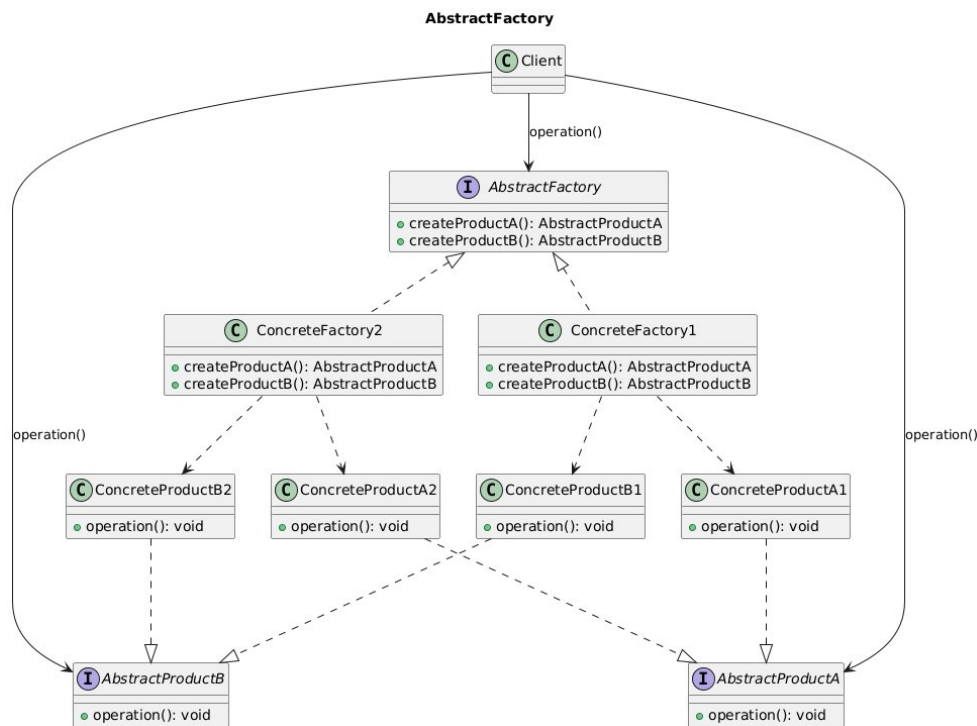 AbstractFactory
C Client
operation()
I AbstractFactory
createProductA(): AbstractProductA
createProductB(): AbstractProductB
C ConcreteFactory2
createProductA(): AbstractProductA
createProductB(): AbstractProductB
C ConcreteFactory1
createProductA(): AbstractProductA
createProductB(): AbstractProductB
operation()
operation()
C ConcreteProductB2
operation(): void
C ConcreteProductA2
operation(): void
C ConcreteProductB1
operation(): void
C ConcreteProductA1
operation(): void
I AbstractProductB
operation(): void
I AbstractProductA
operation(): void